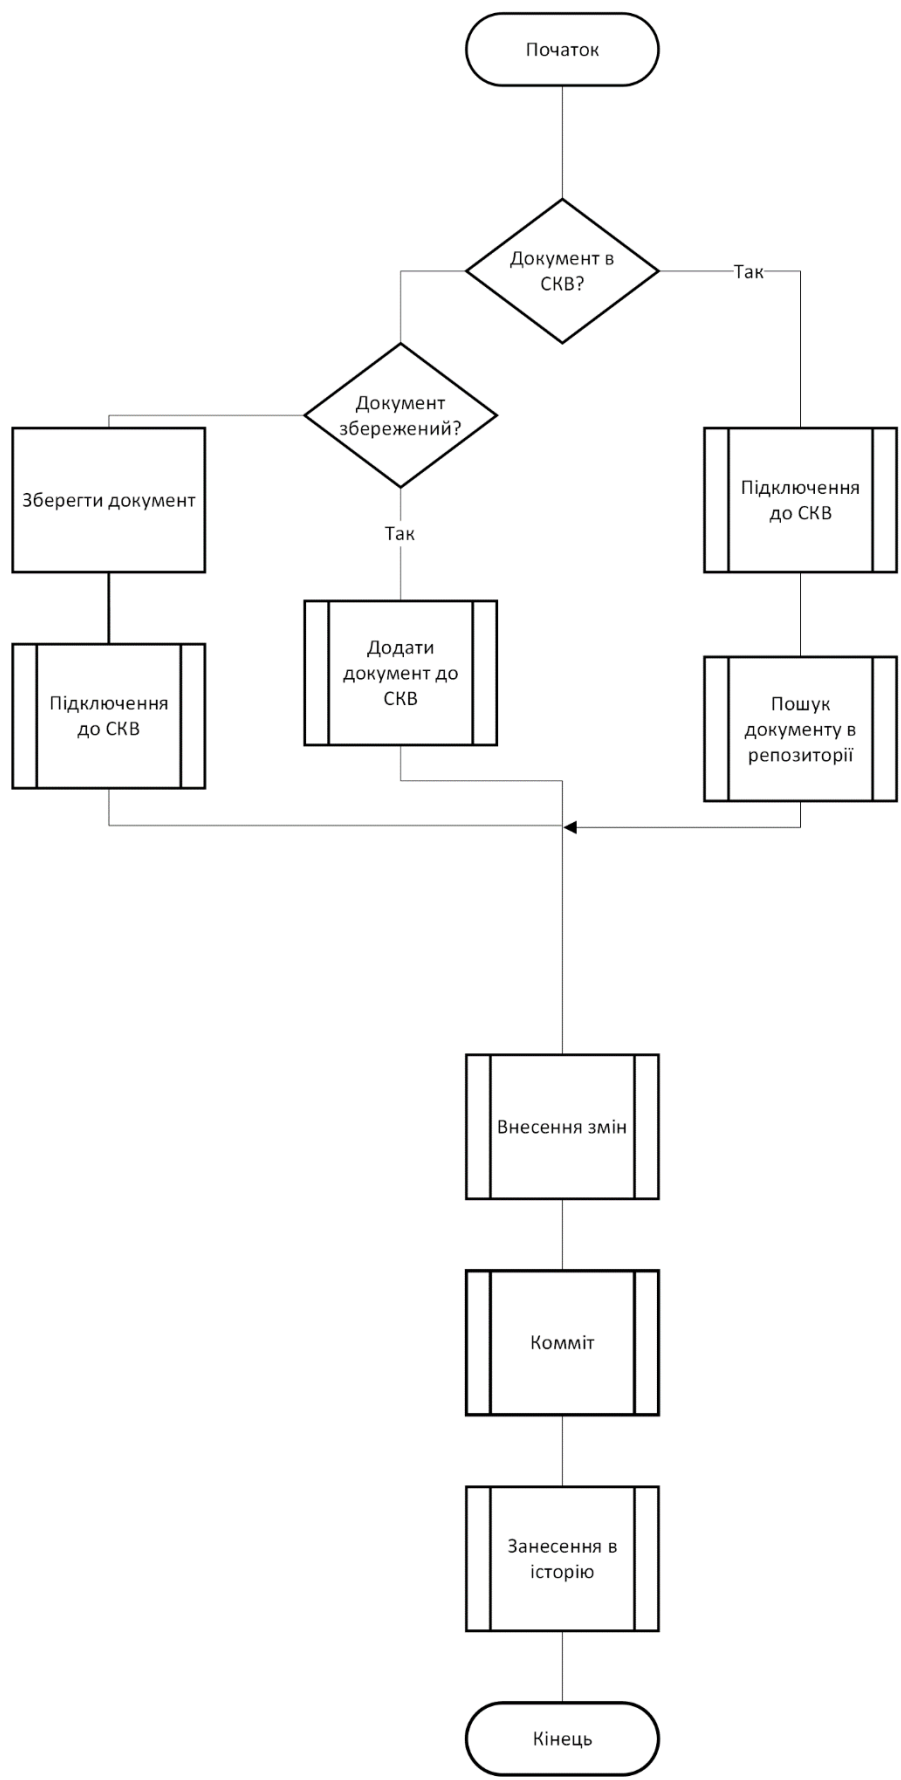 Початок
Документ в
СКВ?
Так
Документ
збережений?
Зберегти документ
Так
Підключення
до СКВ
Додати
документ до
СКВ
Підключення
до СКВ
Пошук
документу в
репозиторії
Внесення змін
Комміт
Занесення в
історію
Кінець